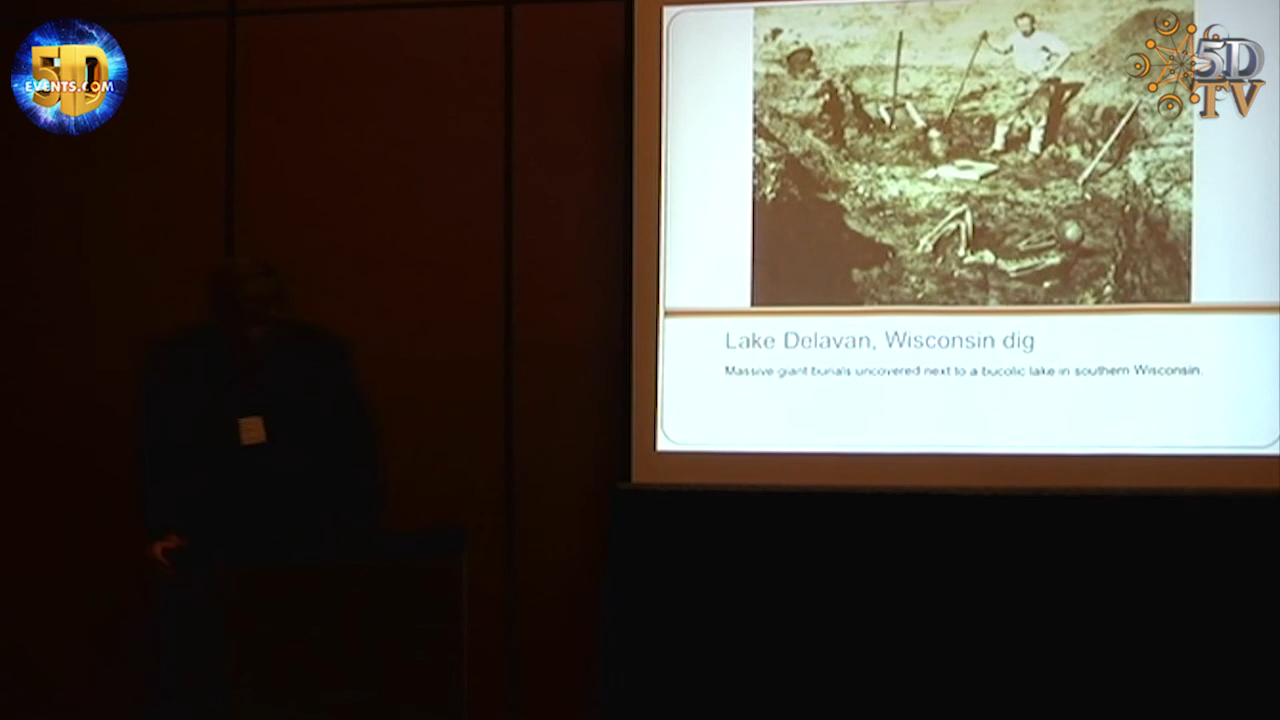 5D
EVENTS.COM
5D
TV
Lake Delavan, Wisconsin dig
Massive giant burials uncovered next to a bucolic lake in southern Wisconsin.